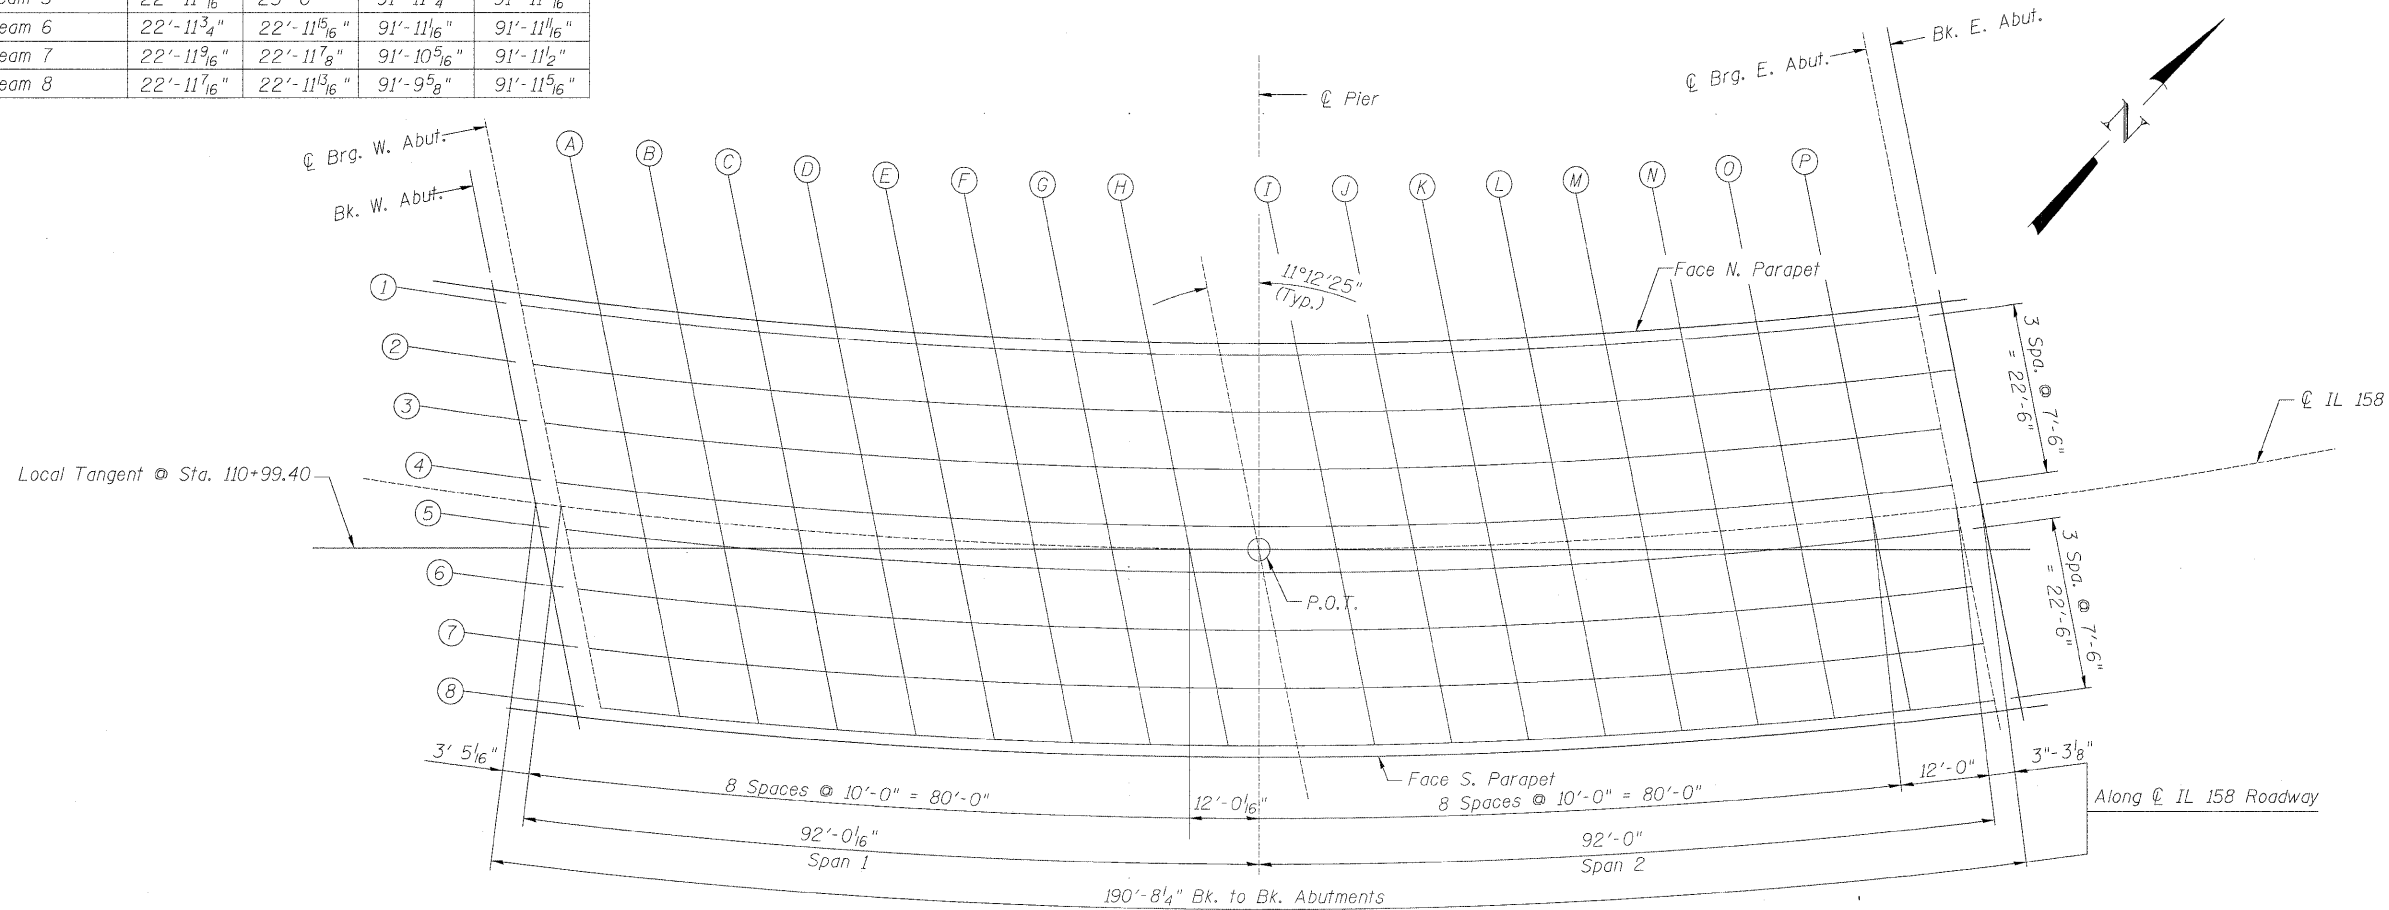 eam 6 22'-11 3/4" 22'-11 15/16" 91'-11 1/16" 91'-11 11/16"
eam 7 22'-11 9/16" 22'-11 7/8" 91'-10 5/16" 91'-11 1/2"
eam 8 22'-11 7/16" 22'-11 13/16" 91'-9 5/8" 91'-11 5/16"
Bk. E. Abut.
℄ Brg. E. Abut.
℄ Pier
N
℄ Brg. W. Abut.
Bk. W. Abut.
A B C D E F G H I J K L M N O P
11°12'25"
(Typ.)
Face N. Parapet
1
2
3
4
5
6
7
8
3 Spa. @ 7'-6"
= 22'-6"
℄ IL 158
Local Tangent @ Sta. 110+99.40
3 Spa. @ 7'-6"
= 22'-6"
P.O.T.
3' 5 1/16"
8 Spaces @ 10'-0" = 80'-0"
12'-0 1/16"
Face S. Parapet
8 Spaces @ 10'-0" = 80'-0"
12'-0"
3"-3 1/8"
Along ℄ IL 158 Roadway
92'-0 1/16"
Span 1
92'-0"
Span 2
190'-8 1/4" Bk. to Bk. Abutments